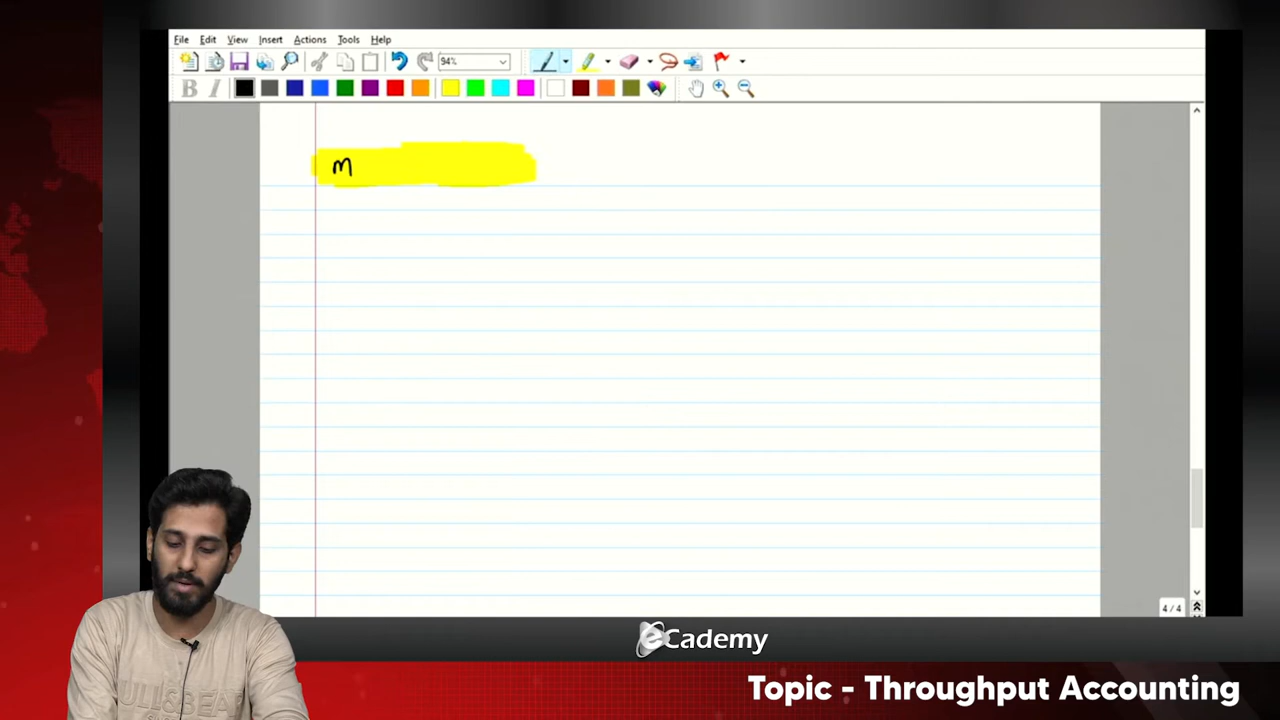 File Edit View Insert Actions Tools Help
94%
B I
m
4 / 4
eCademy
Topic - Throughput Accounting